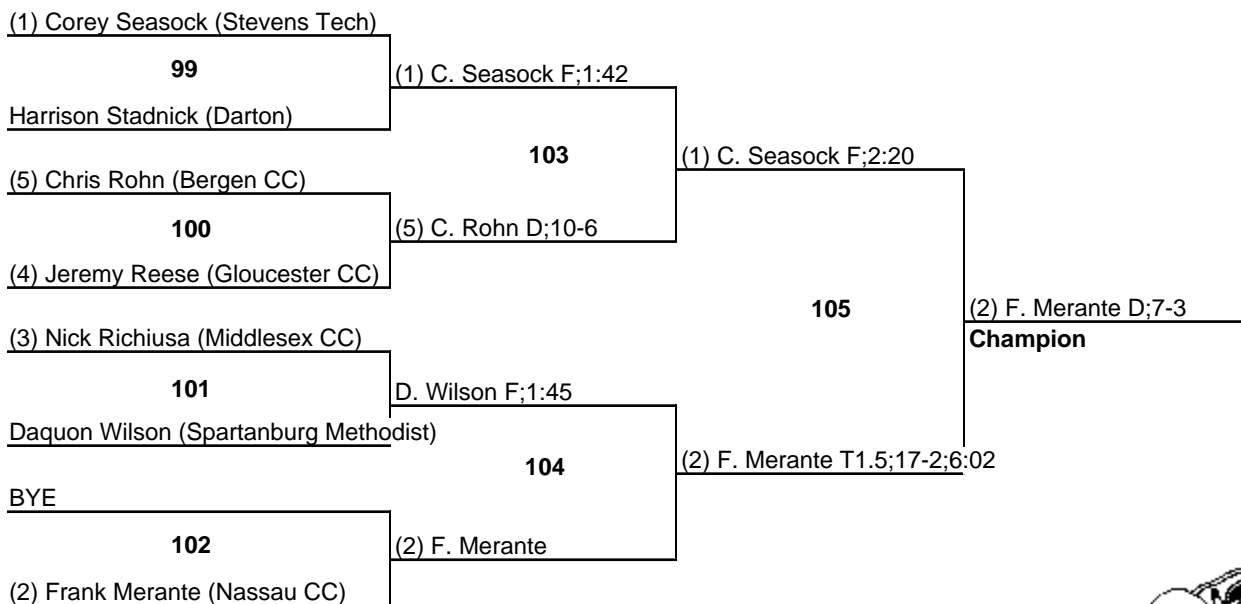 (1) Corey Seasock (Stevens Tech)
99
(1) C. Seasock F;1:42
Harrison Stadnick (Darton)
103
(1) C. Seasock F;2:20
(5) Chris Rohn (Bergen CC)
100
(5) C. Rohn D;10-6
(4) Jeremy Reese (Gloucester CC)
105
(2) F. Merante D;7-3
Champion
(3) Nick Richiusa (Middlesex CC)
101
D. Wilson F;1:45
Daquon Wilson (Spartanburg Methodist)
104
(2) F. Merante T1.5;17-2;6:02
BYE
102
(2) F. Merante
(2) Frank Merante (Nassau CC)